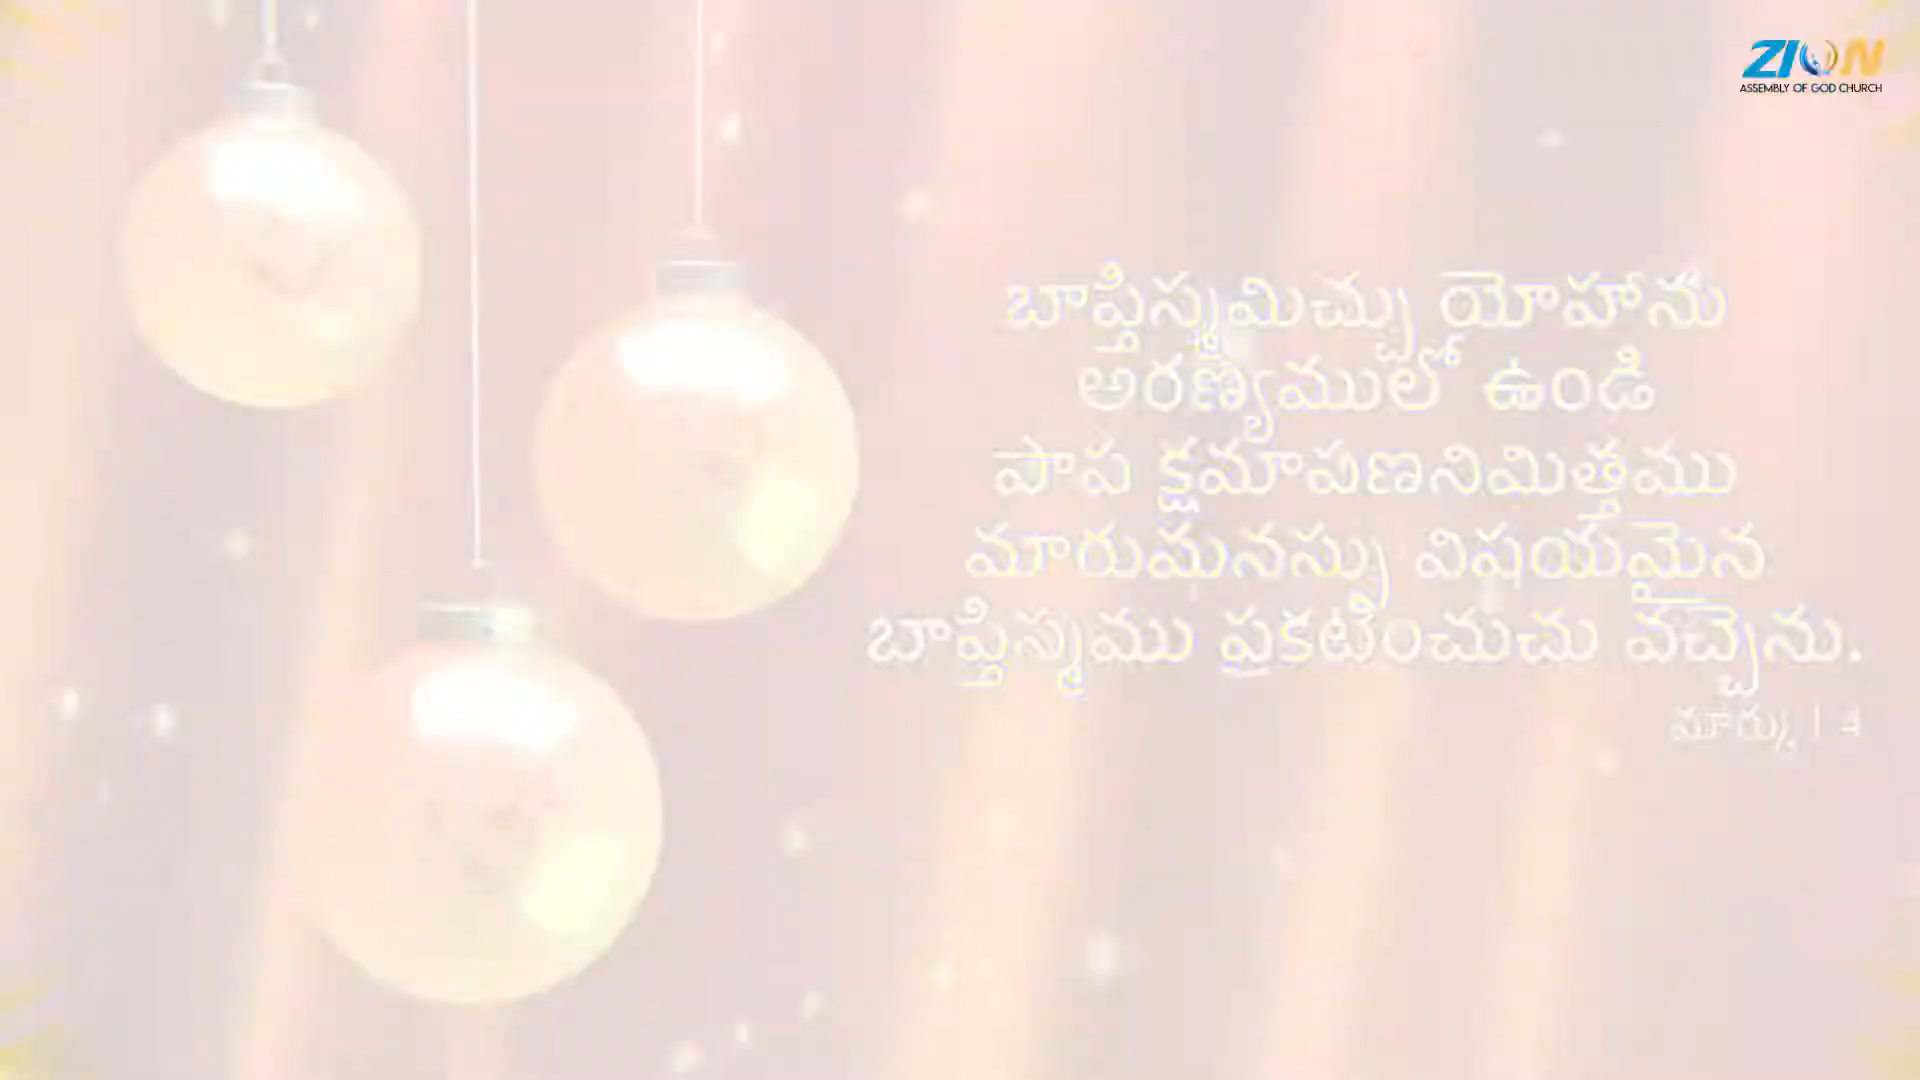 ZION
ASSEMBLY OF GOD CHURCH
బాప్తిస్మమిచ్చు యోహాను
అరణ్యములో ఉండి
పాప క్షమాపణనిమిత్తము
మారుమనస్సు విషయమైన
బాప్తిస్మము ప్రకటించుచు వచ్చెను.
మార్కు 1 4